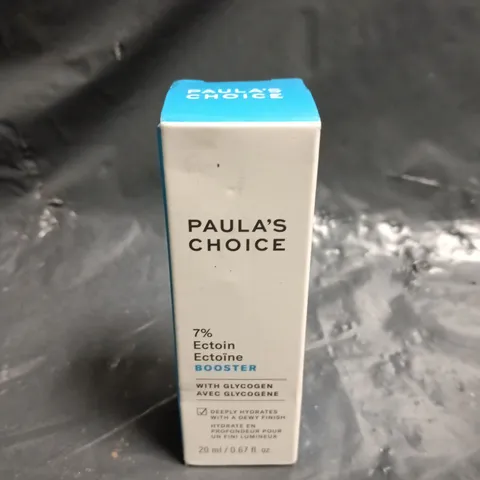 PAULA'S
CHOICE
PAULA'S
CHOICE
7%
Ectoin
Ectoïne
BOOSTER
WITH GLYCOGEN
AVEC GLYCOGÈNE
DEEPLY HYDRATES
WITH A DEWY FINISH
HYDRATE EN
PROFONDEUR POUR
UN FINI LUMINEUX
20 ml / 0.67 fl. oz.